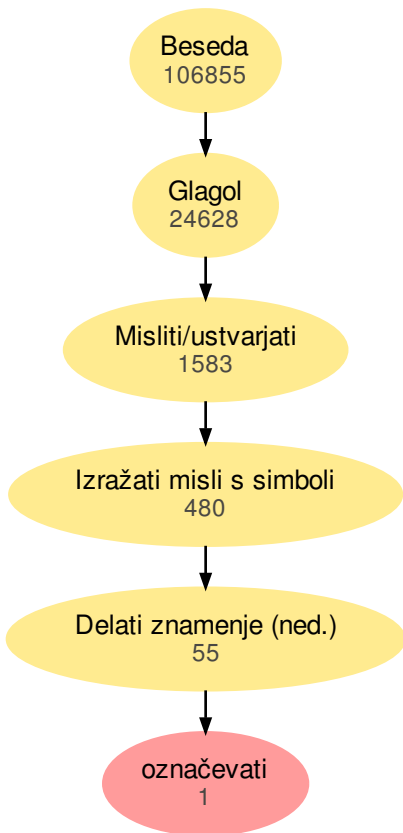 Beseda
106855
Glagol
24628
Misliti/ustvarjati
1583
Izražati misli s simboli
480
Delati znamenje (ned.)
55
označevati
1